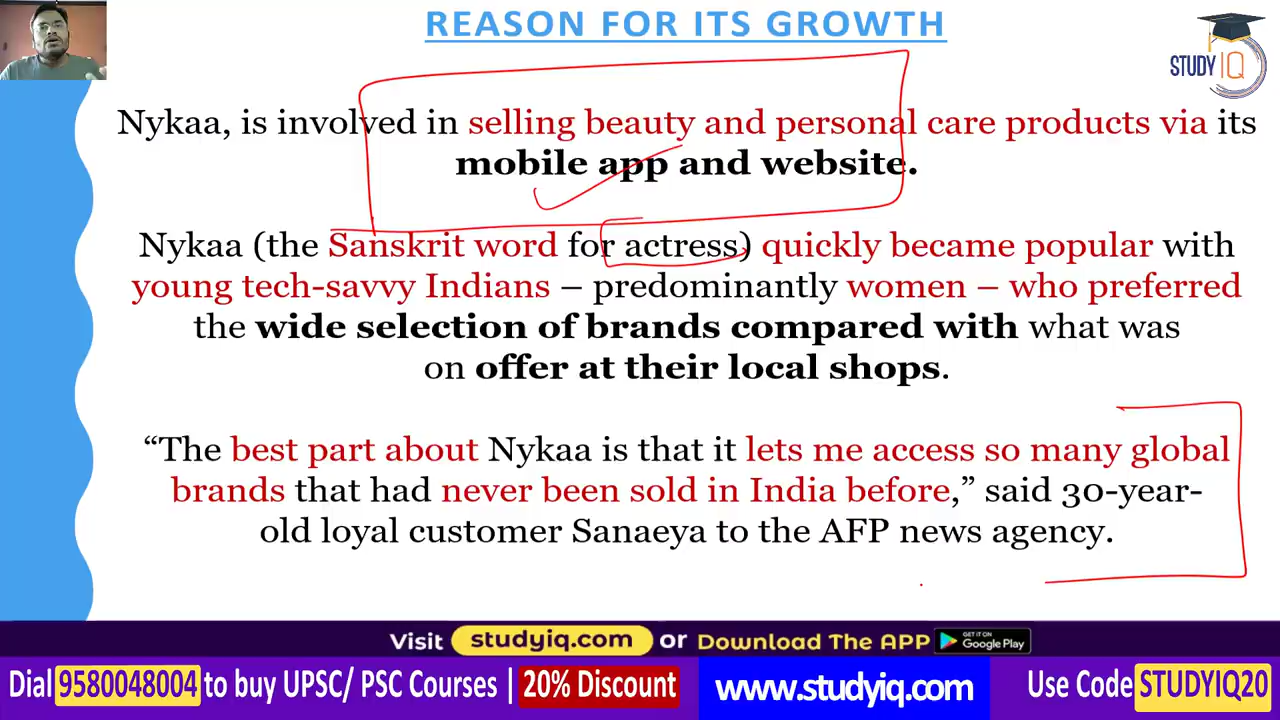 REASON FOR ITS GROWTH
STUDY IQ
Nykaa, is involved in selling beauty and personal care products via its
mobile app and website.
Nykaa (the Sanskrit word for actress) quickly became popular with
young tech-savvy Indians – predominantly women – who preferred
the wide selection of brands compared with what was
on offer at their local shops.
“The best part about Nykaa is that it lets me access so many global
brands that had never been sold in India before,” said 30-year-
old loyal customer Sanaeya to the AFP news agency.
Visit studyiq.com or Download The APP GET IT ON Google Play
Dial 9580048004 to buy UPSC/ PSC Courses | 20% Discount www.studyiq.com Use Code STUDYIQ20